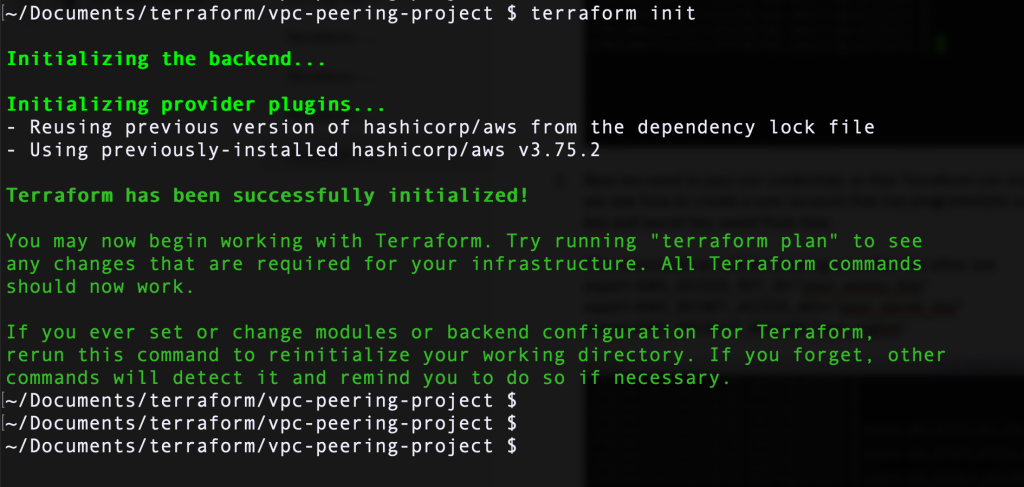 ~/Documents/terraform/vpc-peering-project $ terraform init
Initializing the backend...
Initializing provider plugins...
- Reusing previous version of hashicorp/aws from the dependency lock file
- Using previously-installed hashicorp/aws v3.75.2
Terraform has been successfully initialized!
You may now begin working with Terraform. Try running "terraform plan" to see
any changes that are required for your infrastructure. All Terraform commands
should now work.
If you ever set or change modules or backend configuration for Terraform,
rerun this command to reinitialize your working directory. If you forget, other
commands will detect it and remind you to do so if necessary.
~/Documents/terraform/vpc-peering-project $
~/Documents/terraform/vpc-peering-project $
~/Documents/terraform/vpc-peering-project $